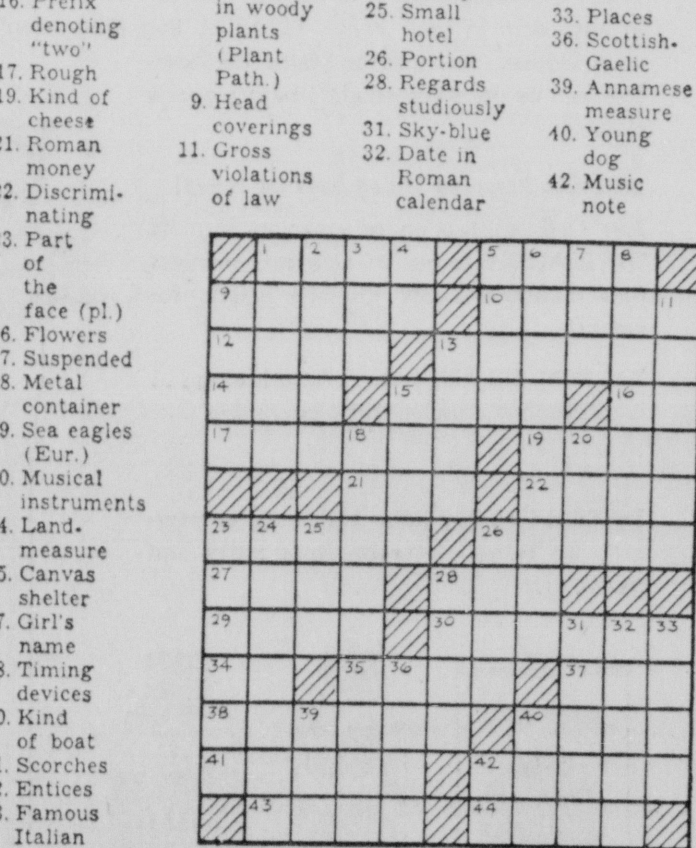 16. Prefix
denoting
"two"
17. Rough
19. Kind of
cheese
21. Roman
money
22. Discrimi-
nating
23. Part
of
the
face (pl.)
6. Flowers
7. Suspended
8. Metal
container
9. Sea eagles
(Eur.)
0. Musical
instruments
4. Land-
measure
5. Canvas
shelter
7. Girl's
name
8. Timing
devices
0. Kind
of boat
1. Scorches
2. Entices
3. Famous
Italian
in woody
plants
(Plant
Path.)
9. Head
coverings
11. Gross
violations
of law
25. Small
hotel
26. Portion
28. Regards
studiously
31. Sky-blue
32. Date in
Roman
calendar
33. Places
36. Scottish-
Gaelic
39. Annamese
measure
40. Young
dog
42. Music
note
1 2 3 4 5 6 7 8
9 10 11
12 13
14 15 16
17 18 19 20
21 22
23 24 25 26
27 28
29 30 31 32 33
34 35 36 37
38 39 40
41 42
43 44